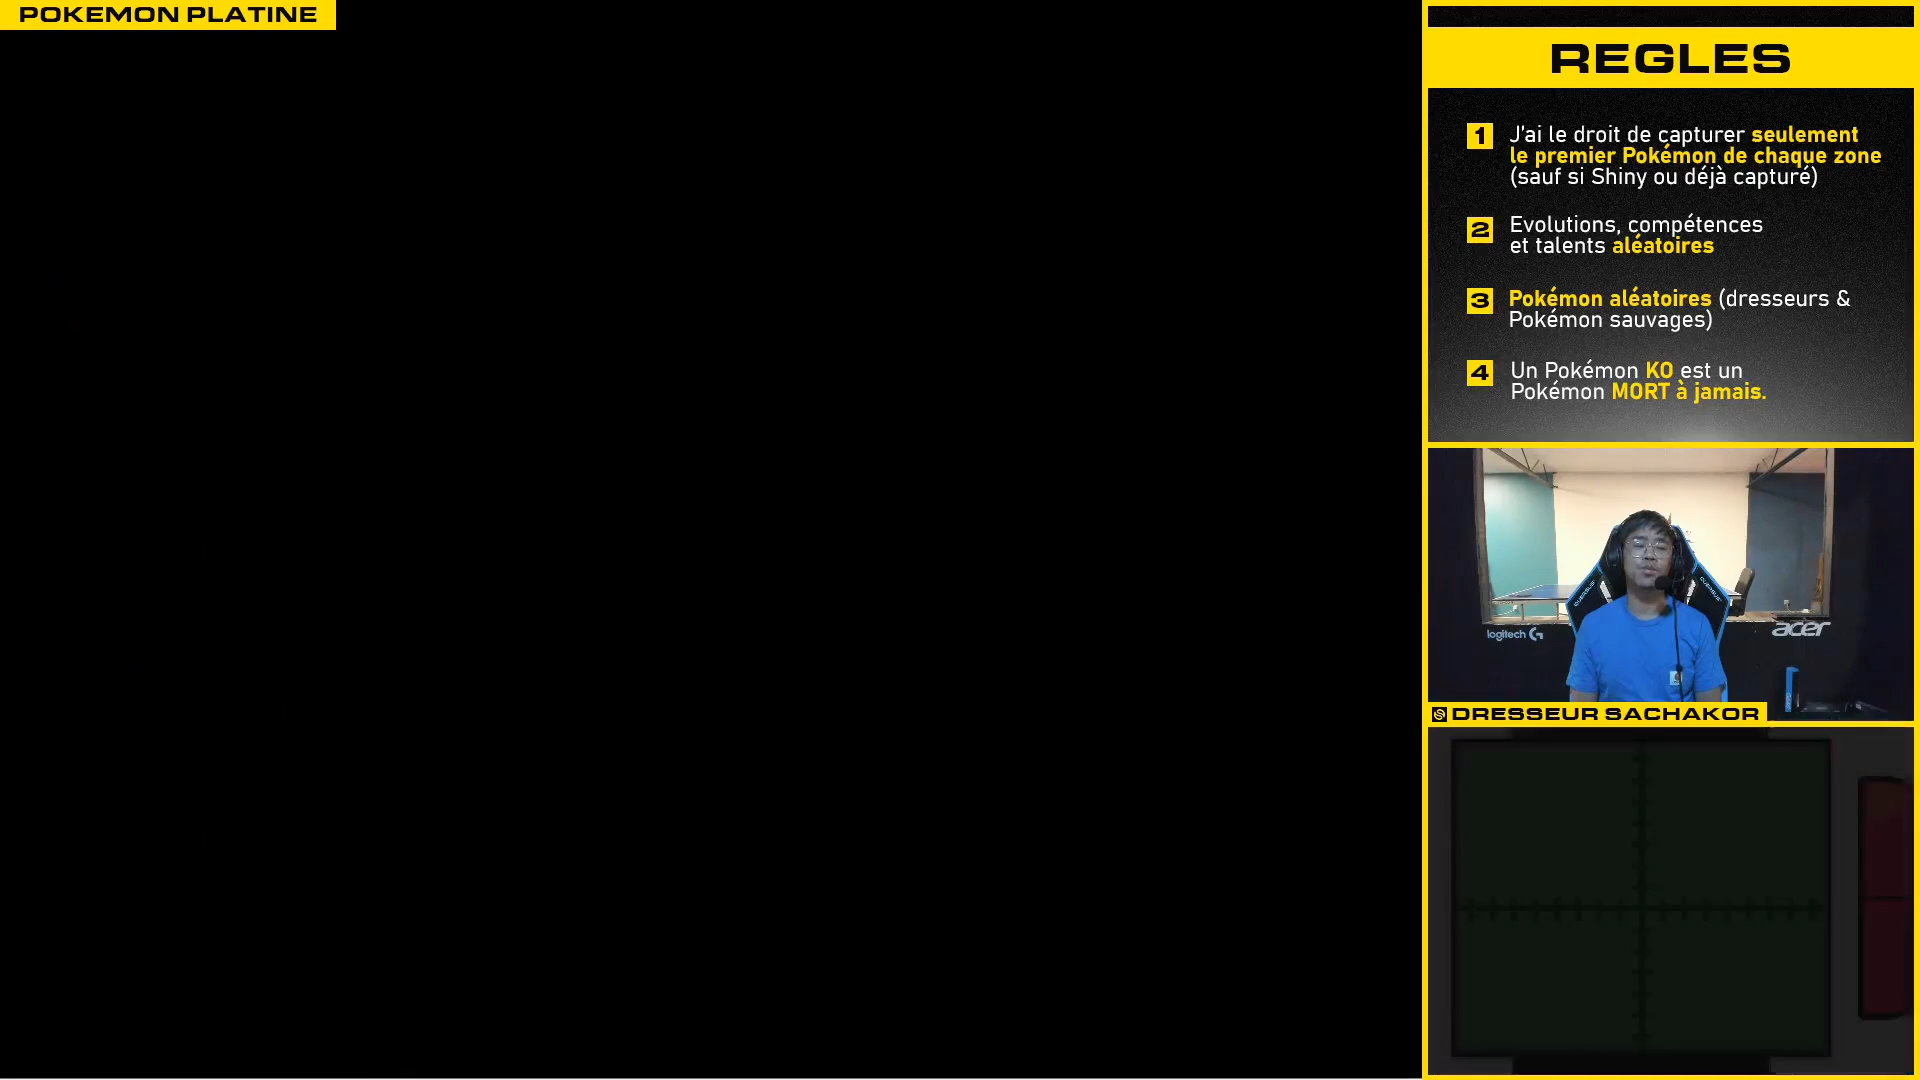 POKEMON PLATINE
REGLES
1 J'ai le droit de capturer seulement
le premier Pokémon de chaque zone
(sauf si Shiny ou déjà capturé)
2 Evolutions, compétences
et talents aléatoires
3 Pokémon aléatoires (dresseurs &
Pokémon sauvages)
4 Un Pokémon KO est un
Pokémon MORT à jamais.
logitech G
acer
DRESSEUR SACHAKOR